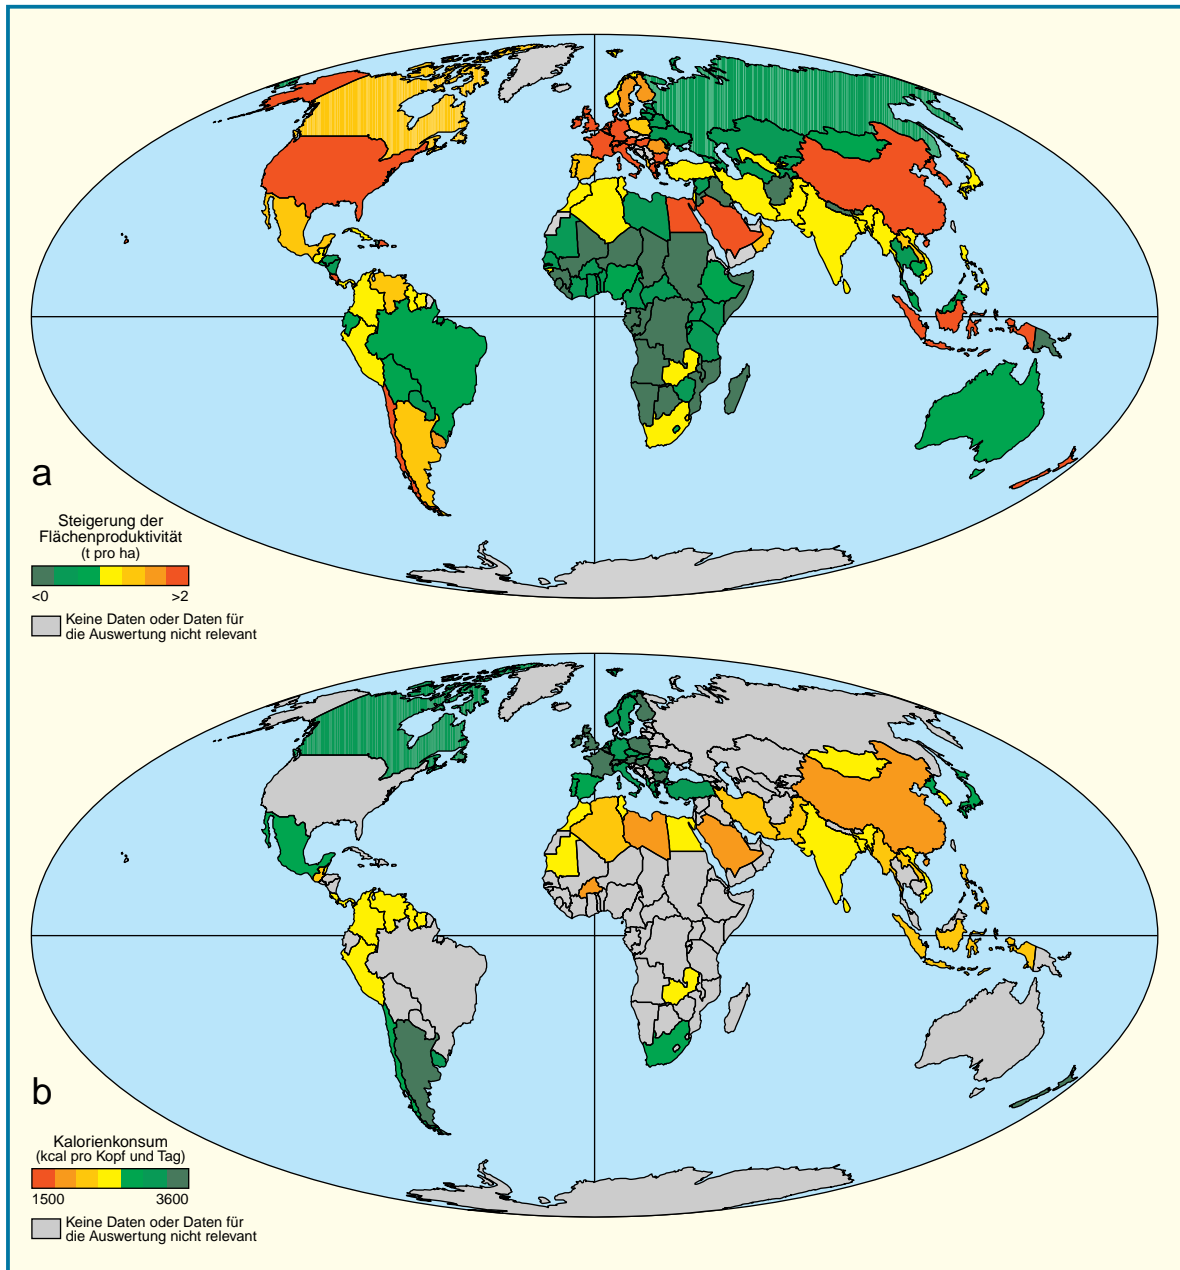 a
Steigerung der
Flächenproduktivität
(t pro ha)
<0 >2
Keine Daten oder Daten für
die Auswertung nicht relevant
b
Kalorienkonsum
(kcal pro Kopf und Tag)
1500 3600
Keine Daten oder Daten für
die Auswertung nicht relevant